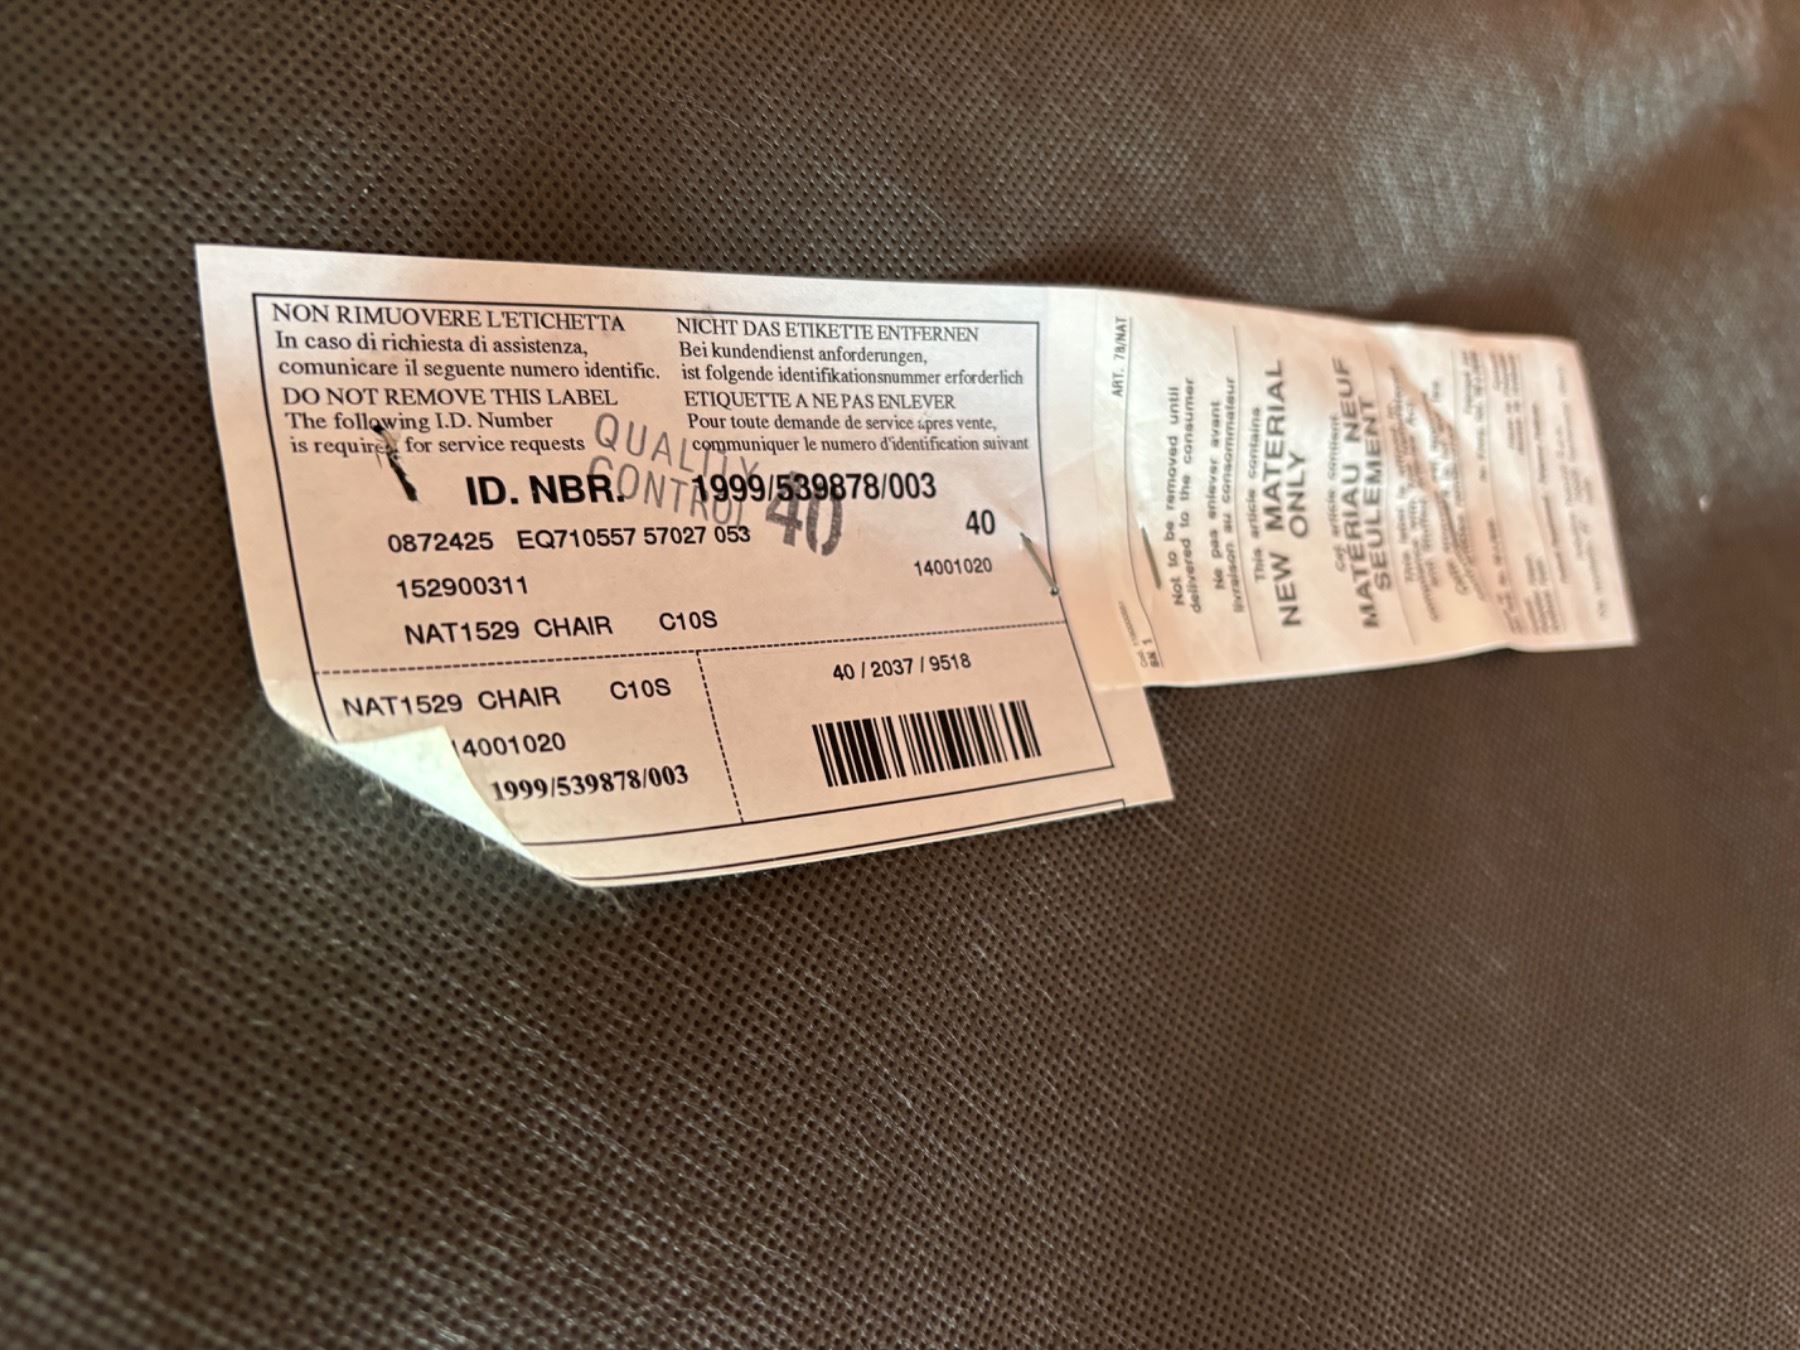 NON RIMUOVERE L'ETICHETTA
In caso di richiesta di assistenza,
comunicare il seguente numero identific.
DO NOT REMOVE THIS LABEL
The following I.D. Number
is required for service requests
NICHT DAS ETIKETTE ENTFERNEN
Bei kundendienst anforderungen,
ist folgende identifikationsnummer erforderlich
ETIQUETTE A NE PAS ENLEVER
Pour toute demande de service apres vente,
communiquer le numero d'identification suivant
QUALITY
CONTROL 40
ID. NBR. 1999/539878/003
0872425 EQ710557 57027 053
40
152900311
14001020
NAT1529 CHAIR C10S
NAT1529 CHAIR C10S
14001020
1999/539878/003
40 / 2037 / 9518
ART. 78/NAT
Not to be removed until
delivered to the consumer
Ne pas enlever avant
livraison au consommateur
This article contains
NEW MATERIAL
ONLY
Cet article contient
MATÉRIAU NEUF
SEULEMENT